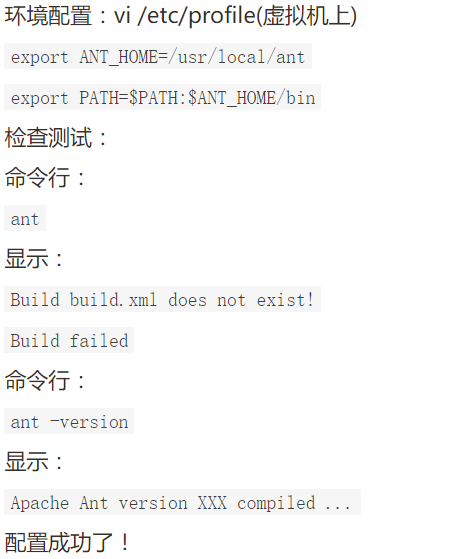 环境配置：vi /etc/profile(虚拟机上)
export ANT_HOME=/usr/local/ant
export PATH=$PATH:$ANT_HOME/bin
检查测试：
命令行：
ant
显示：
Build build.xml does not exist!
Build failed
命令行：
ant -version
显示：
Apache Ant version XXX compiled ...
配置成功了！